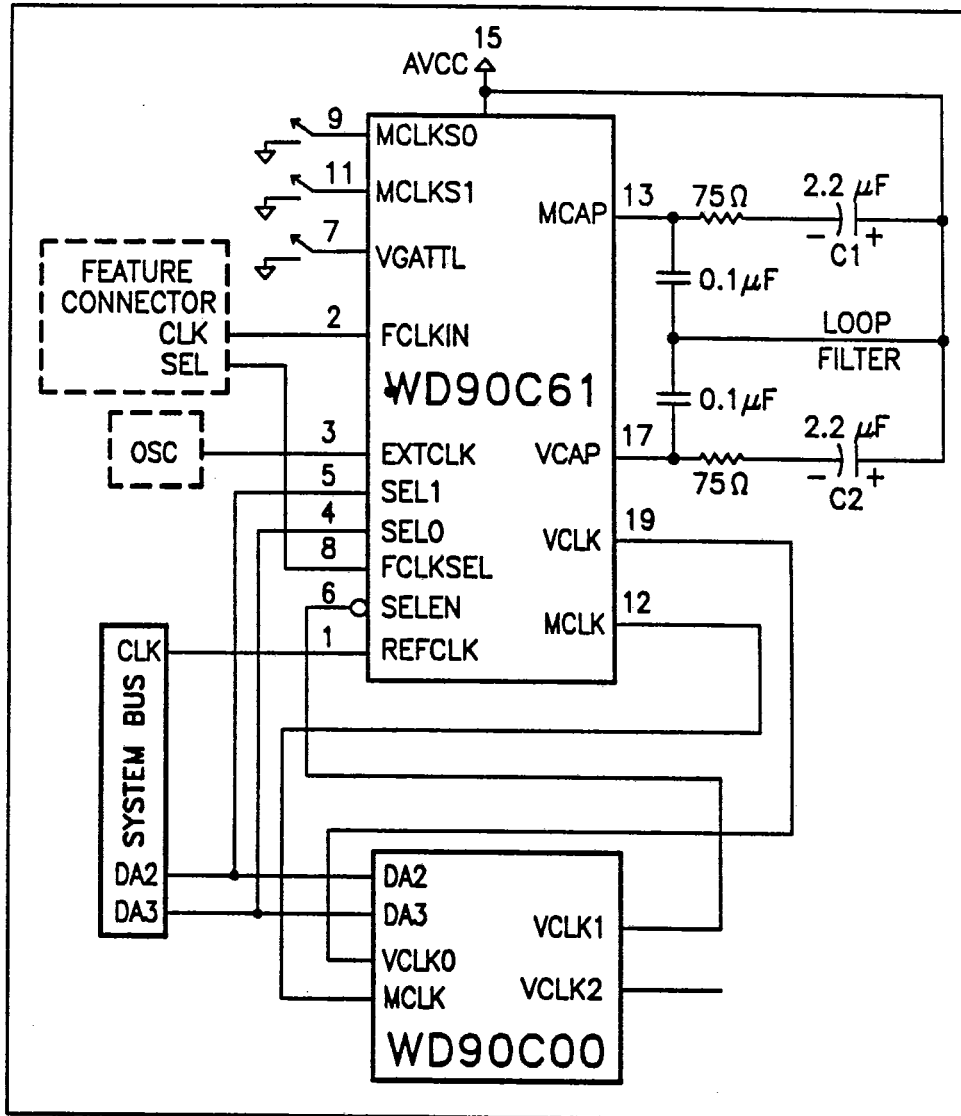 15
AVCC
9
MCLKS0
11
MCLKS1
7
VGATTL
MCAP
13
75Ω
2.2 µF
- +
C1
0.1µF
LOOP
FILTER
0.1µF
FEATURE
CONNECTOR
CLK
SEL
2
FCLKIN
WD90C61
OSC
3
EXTCLK
VCAP
17
75Ω
2.2 µF
- +
C2
5
SEL1
4
SEL0
8
FCLKSEL
6
SELEN
1
REFCLK
VCLK
19
MCLK
12
CLK
SYSTEM BUS
DA2
DA3
DA2
DA3
VCLK0
MCLK
VCLK1
VCLK2
WD90C00